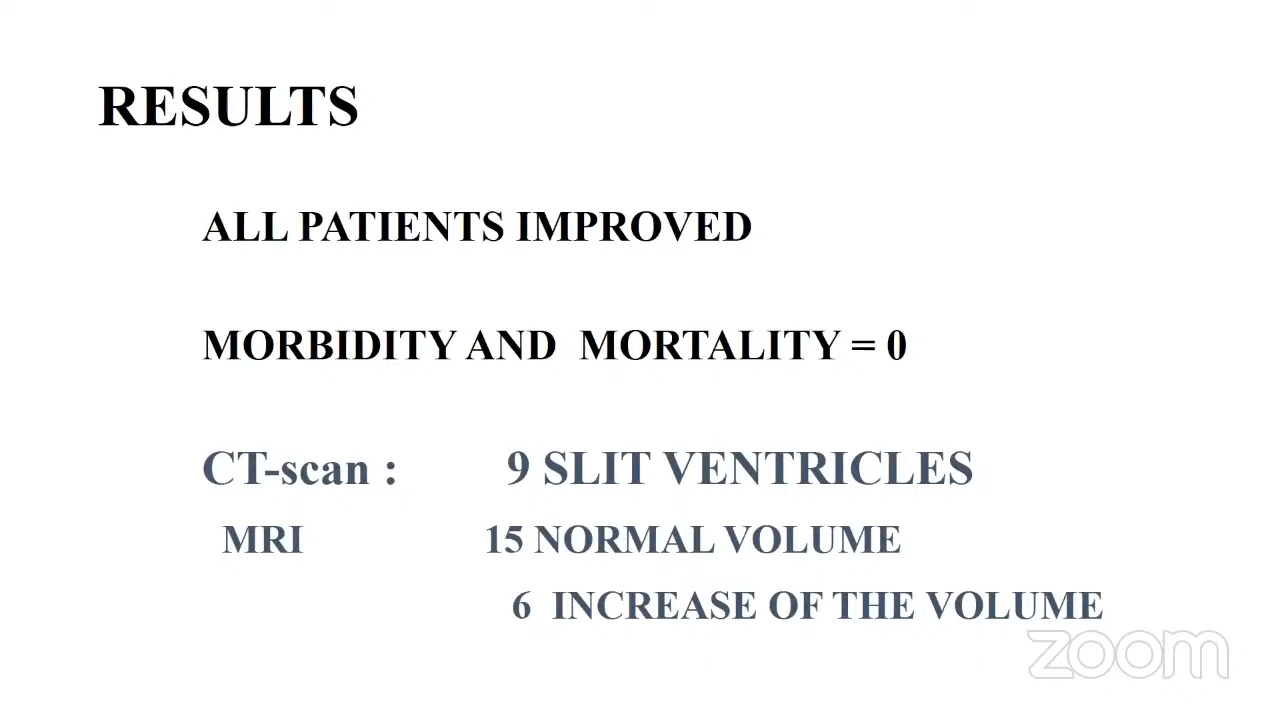 RESULTS
ALL PATIENTS IMPROVED
MORBIDITY AND MORTALITY = 0
CT-scan : 9 SLIT VENTRICLES
MRI 15 NORMAL VOLUME
6 INCREASE OF THE VOLUME
zoom